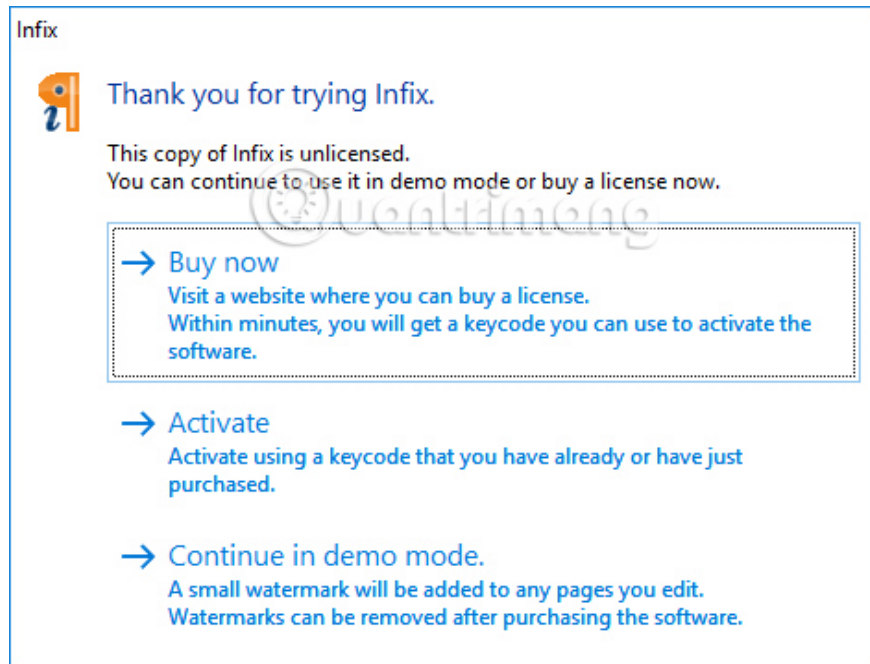 Infix
Thank you for trying Infix.
This copy of Infix is unlicensed.
You can continue to use it in demo mode or buy a license now.
Quantrimang
Buy now
Visit a website where you can buy a license.
Within minutes, you will get a keycode you can use to activate the
software.
Activate
Activate using a keycode that you have already or have just
purchased.
Continue in demo mode.
A small watermark will be added to any pages you edit.
Watermarks can be removed after purchasing the software.